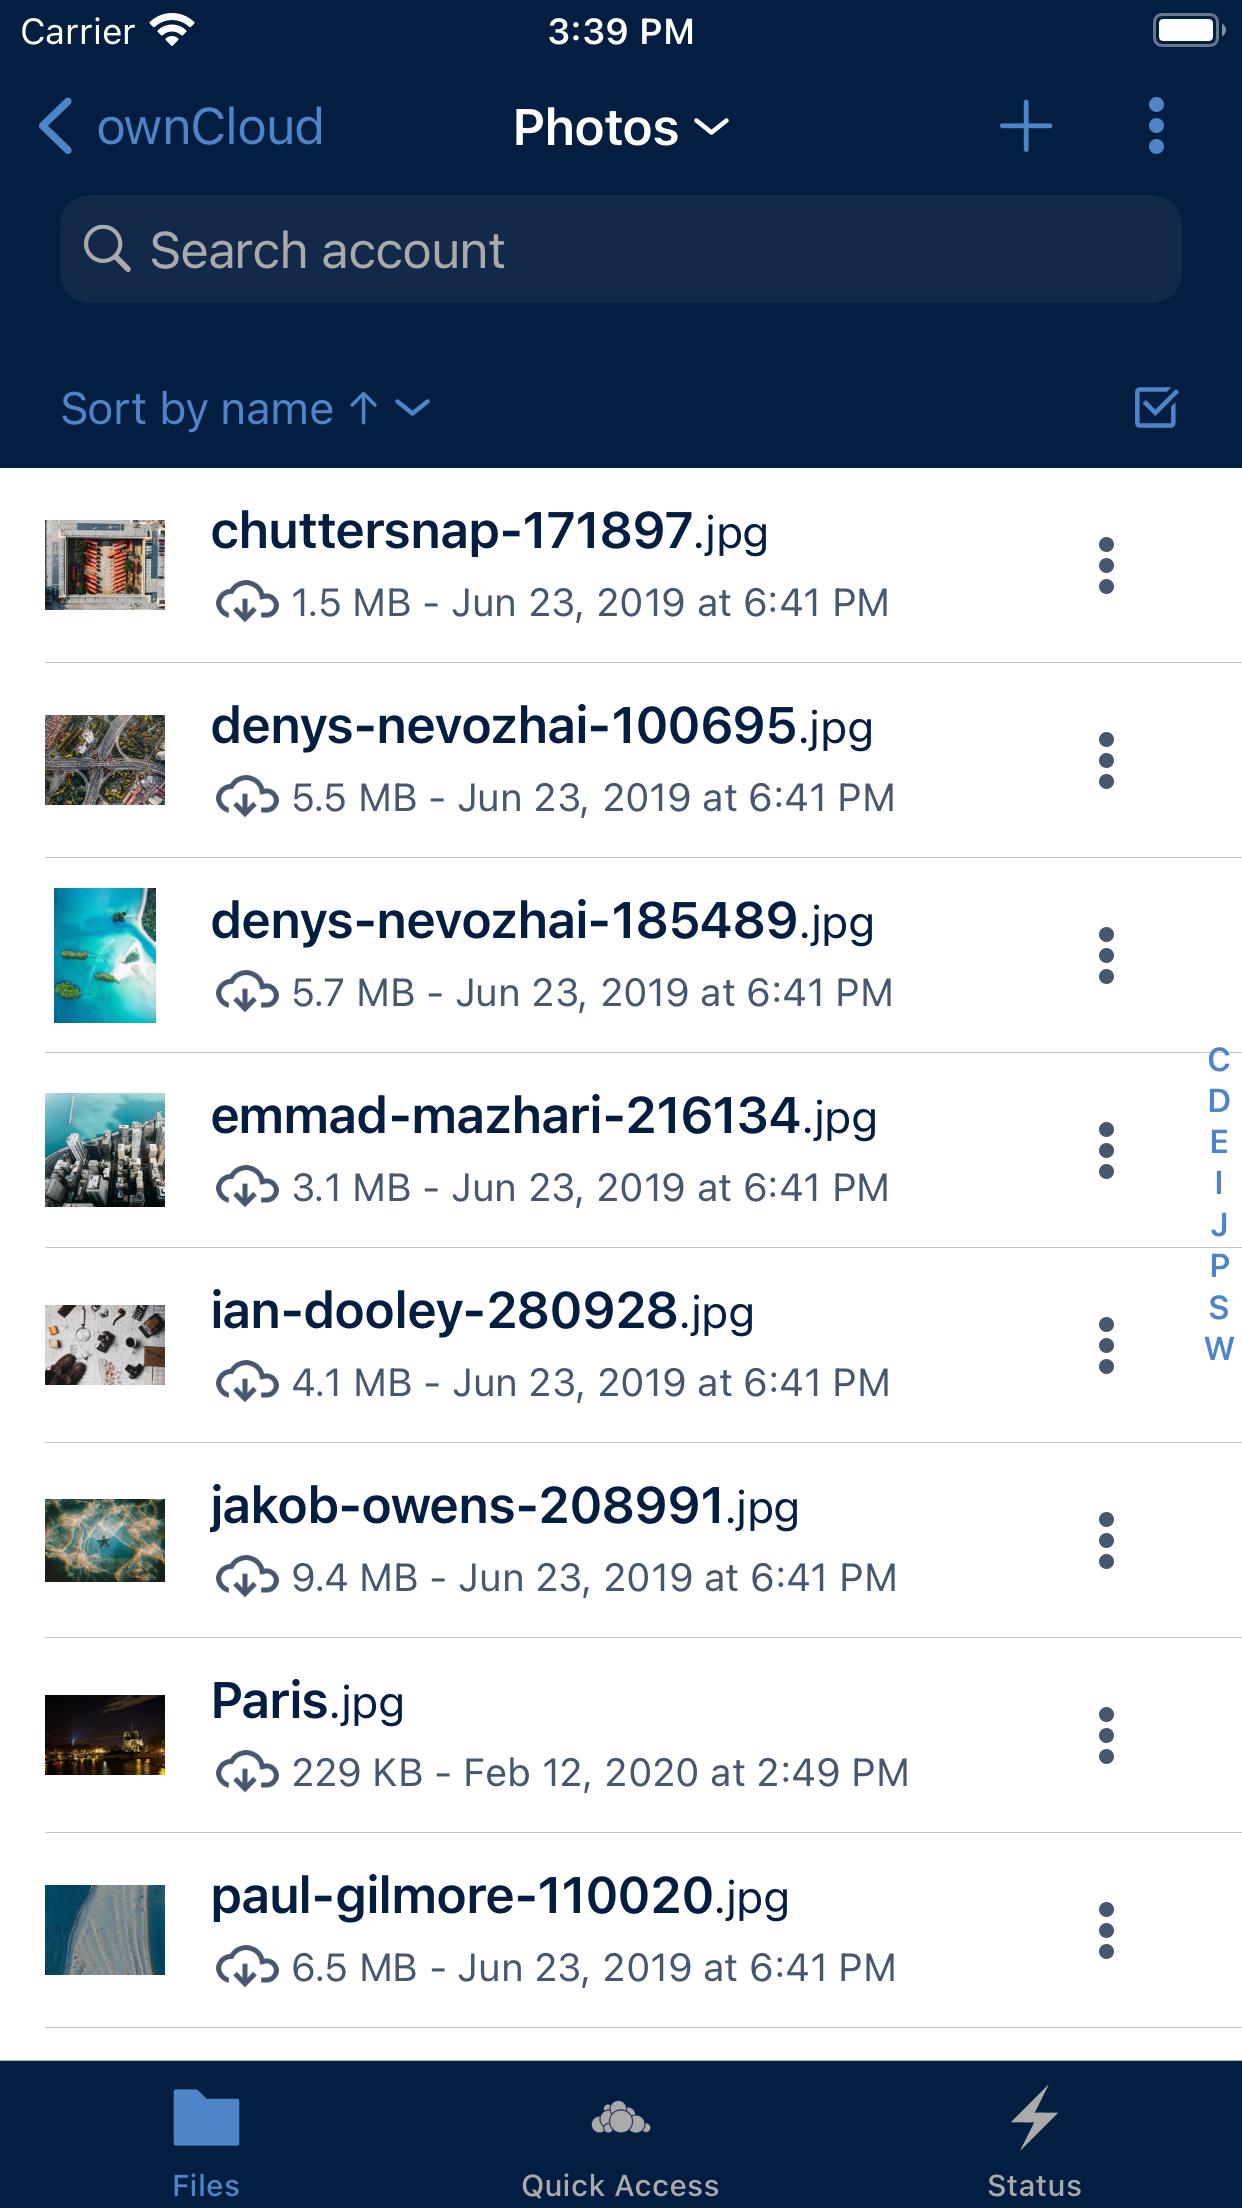 Carrier 3:39 PM
ownCloud Photos
Search account
Sort by name ↑
chuttersnap-171897.jpg
1.5 MB - Jun 23, 2019 at 6:41 PM
denys-nevozhai-100695.jpg
5.5 MB - Jun 23, 2019 at 6:41 PM
denys-nevozhai-185489.jpg
5.7 MB - Jun 23, 2019 at 6:41 PM
emmad-mazhari-216134.jpg
3.1 MB - Jun 23, 2019 at 6:41 PM
ian-dooley-280928.jpg
4.1 MB - Jun 23, 2019 at 6:41 PM
jakob-owens-208991.jpg
9.4 MB - Jun 23, 2019 at 6:41 PM
Paris.jpg
229 KB - Feb 12, 2020 at 2:49 PM
paul-gilmore-110020.jpg
6.5 MB - Jun 23, 2019 at 6:41 PM
C
D
E
I
J
P
S
W
Files Quick Access Status